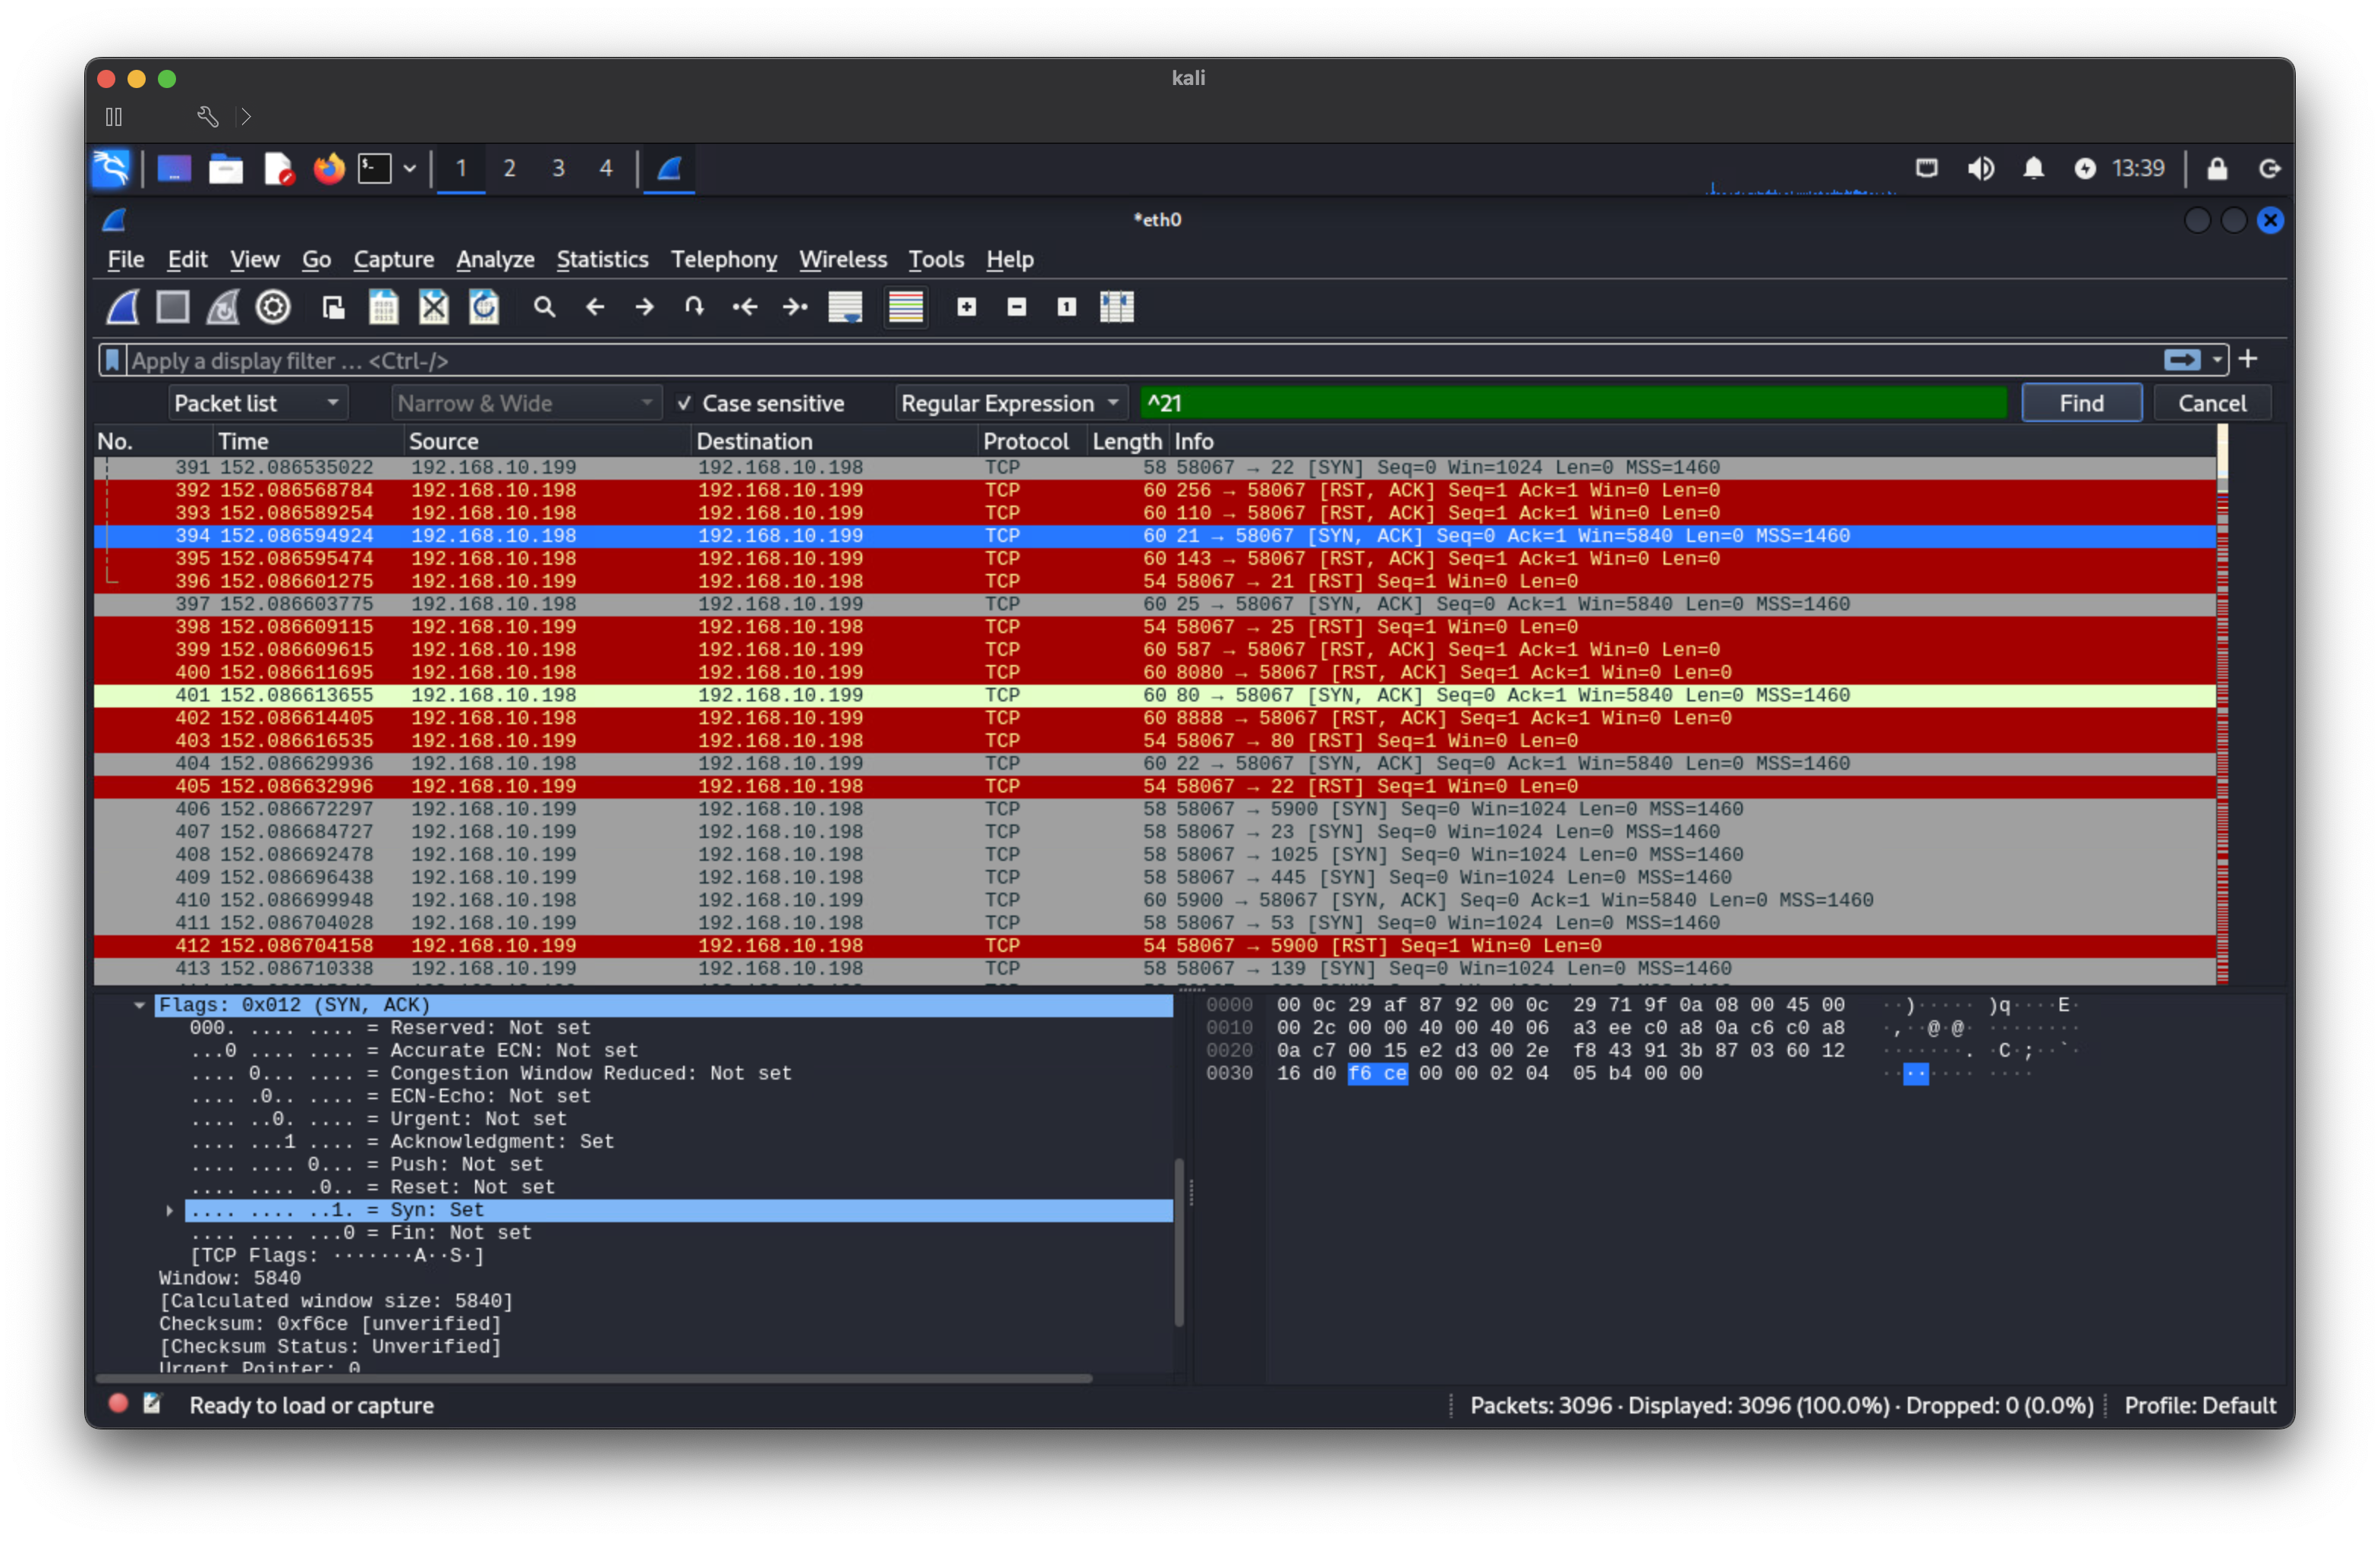 kali
1 2 3 4 13:39
*eth0
File Edit View Go Capture Analyze Statistics Telephony Wireless Tools Help
Apply a display filter … <Ctrl-/>
Packet list Narrow & Wide Case sensitive Regular Expression ^21 Find Cancel
No. Time Source Destination Protocol Length Info
391 152.086535022 192.168.10.199 192.168.10.198 TCP 58 58067 → 22 [SYN] Seq=0 Win=1024 Len=0 MSS=1460
392 152.086568784 192.168.10.198 192.168.10.199 TCP 60 256 → 58067 [RST, ACK] Seq=1 Ack=1 Win=0 Len=0
393 152.086589254 192.168.10.198 192.168.10.199 TCP 60 110 → 58067 [RST, ACK] Seq=1 Ack=1 Win=0 Len=0
394 152.086594924 192.168.10.198 192.168.10.199 TCP 60 21 → 58067 [SYN, ACK] Seq=0 Ack=1 Win=5840 Len=0 MSS=1460
395 152.086595474 192.168.10.198 192.168.10.199 TCP 60 143 → 58067 [RST, ACK] Seq=1 Ack=1 Win=0 Len=0
396 152.086601275 192.168.10.199 192.168.10.198 TCP 54 58067 → 21 [RST] Seq=1 Win=0 Len=0
397 152.086603775 192.168.10.198 192.168.10.199 TCP 60 25 → 58067 [SYN, ACK] Seq=0 Ack=1 Win=5840 Len=0 MSS=1460
398 152.086609115 192.168.10.199 192.168.10.198 TCP 54 58067 → 25 [RST] Seq=1 Win=0 Len=0
399 152.086609615 192.168.10.198 192.168.10.199 TCP 60 587 → 58067 [RST, ACK] Seq=1 Ack=1 Win=0 Len=0
400 152.086611695 192.168.10.198 192.168.10.199 TCP 60 8080 → 58067 [RST, ACK] Seq=1 Ack=1 Win=0 Len=0
401 152.086613655 192.168.10.198 192.168.10.199 TCP 60 80 → 58067 [SYN, ACK] Seq=0 Ack=1 Win=5840 Len=0 MSS=1460
402 152.086614405 192.168.10.198 192.168.10.199 TCP 60 8888 → 58067 [RST, ACK] Seq=1 Ack=1 Win=0 Len=0
403 152.086616535 192.168.10.199 192.168.10.198 TCP 54 58067 → 80 [RST] Seq=1 Win=0 Len=0
404 152.086629936 192.168.10.198 192.168.10.199 TCP 60 22 → 58067 [SYN, ACK] Seq=0 Ack=1 Win=5840 Len=0 MSS=1460
405 152.086632996 192.168.10.199 192.168.10.198 TCP 54 58067 → 22 [RST] Seq=1 Win=0 Len=0
406 152.086672297 192.168.10.199 192.168.10.198 TCP 58 58067 → 5900 [SYN] Seq=0 Win=1024 Len=0 MSS=1460
407 152.086684727 192.168.10.199 192.168.10.198 TCP 58 58067 → 23 [SYN] Seq=0 Win=1024 Len=0 MSS=1460
408 152.086692478 192.168.10.199 192.168.10.198 TCP 58 58067 → 1025 [SYN] Seq=0 Win=1024 Len=0 MSS=1460
409 152.086696438 192.168.10.199 192.168.10.198 TCP 58 58067 → 445 [SYN] Seq=0 Win=1024 Len=0 MSS=1460
410 152.086699948 192.168.10.198 192.168.10.199 TCP 60 5900 → 58067 [SYN, ACK] Seq=0 Ack=1 Win=5840 Len=0 MSS=1460
411 152.086704028 192.168.10.199 192.168.10.198 TCP 58 58067 → 53 [SYN] Seq=0 Win=1024 Len=0 MSS=1460
412 152.086704158 192.168.10.199 192.168.10.198 TCP 54 58067 → 5900 [RST] Seq=1 Win=0 Len=0
413 152.086710338 192.168.10.199 192.168.10.198 TCP 58 58067 → 139 [SYN] Seq=0 Win=1024 Len=0 MSS=1460
Flags: 0x012 (SYN, ACK)
000. .... .... = Reserved: Not set
...0 .... .... = Accurate ECN: Not set
.... 0... .... = Congestion Window Reduced: Not set
.... .0.. .... = ECN-Echo: Not set
.... ..0. .... = Urgent: Not set
.... ...1 .... = Acknowledgment: Set
.... .... 0... = Push: Not set
.... .... .0.. = Reset: Not set
.... .... ..1. = Syn: Set
.... .... ...0 = Fin: Not set
[TCP Flags: ·······A··S·]
Window: 5840
[Calculated window size: 5840]
Checksum: 0xf6ce [unverified]
[Checksum Status: Unverified]
Urgent Pointer: 0
0000 00 0c 29 af 87 92 00 0c 29 71 9f 0a 08 00 45 00 ··)····· )q····E·
0010 00 2c 00 00 40 00 40 06 a3 ee c0 a8 0a c6 c0 a8 ·,··@·@· ········
0020 0a c7 00 15 e2 d3 00 2e f8 43 91 3b 87 03 60 12 ·······. ·C·;··`·
0030 16 d0 f6 ce 00 00 02 04 05 b4 00 00 ········ ····
Ready to load or capture Packets: 3096 · Displayed: 3096 (100.0%) · Dropped: 0 (0.0%) Profile: Default